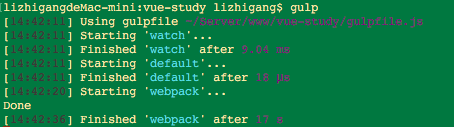 [lizhigangdeMac-mini:vue-study lizhigang$ gulp
[14:42:11] Using gulpfile ~/Server/www/vue-study/gulpfile.js
[14:42:11] Starting 'watch'...
[14:42:11] Finished 'watch' after 9.04 ms
[14:42:11] Starting 'default'...
[14:42:11] Finished 'default' after 18 μs
[14:42:20] Starting 'webpack'...
Done
[14:42:36] Finished 'webpack' after 17 s